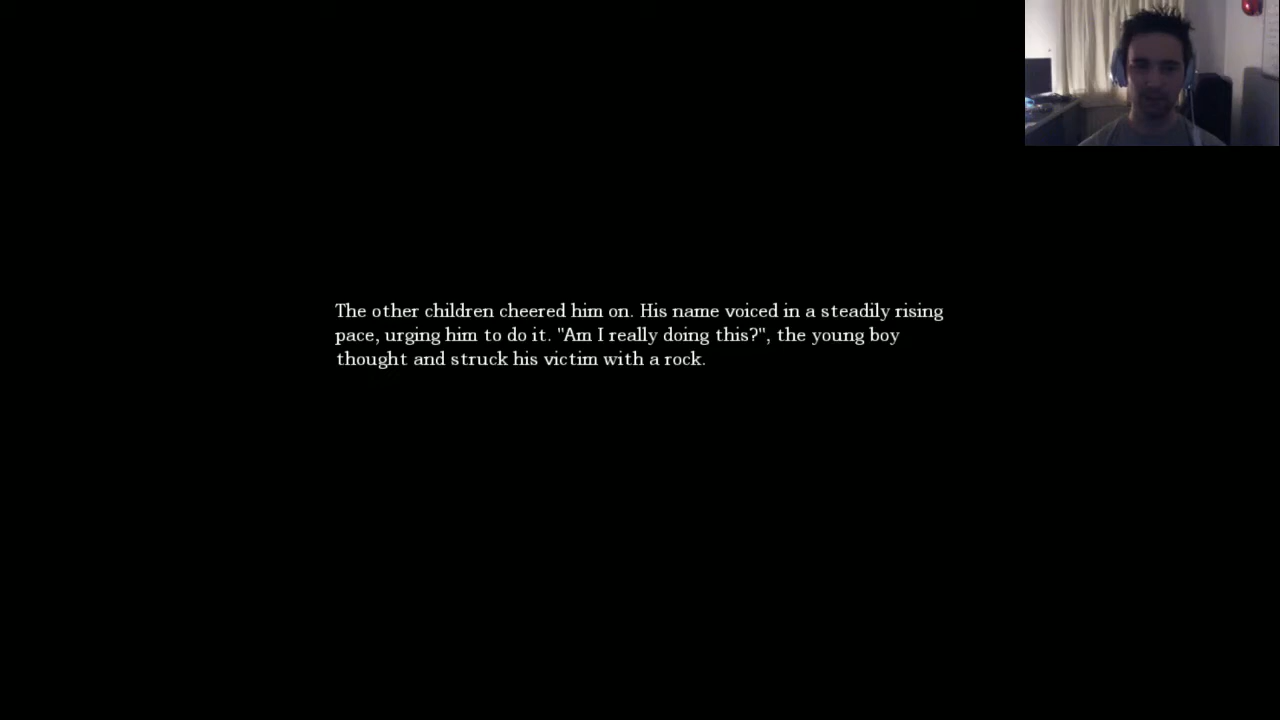 The other children cheered him on. His name voiced in a steadily rising
pace, urging him to do it. "Am I really doing this?", the young boy
thought and struck his victim with a rock.